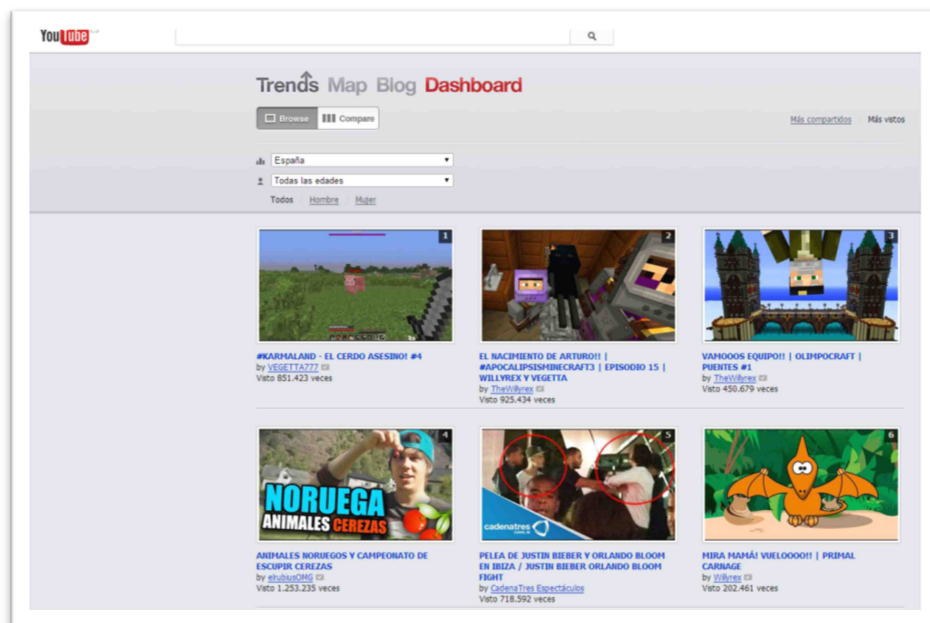 YouTube
Trends Map Blog Dashboard
Browse Compare
Más compartidos Más vistos
España
Todas las edades
Todos Hombre Mujer
1
2
3
#KARMALAND - EL CERDO ASESINO! #4
by VEGETTA777
Visto 851.423 veces
EL NACIMIENTO DE ARTURO!! |
#APOCALIPSISMINECRAFT3 | EPISODIO 15 |
WILLYREX Y VEGETTA
by TheWillyrex
Visto 925.434 veces
VAMOOOS EQUIPO!! | OLIMPOCRAFT |
PUENTES #1
by TheWillyrex
Visto 450.679 veces
4
NORUEGA
ANIMALES CEREZAS
5
cadenatres
6
ANIMALES NORUEGOS Y CAMPEONATO DE
ESCUPIR CEREZAS
by elrubiusOMG
Visto 1.253.235 veces
PELEA DE JUSTIN BIEBER Y ORLANDO BLOOM
EN IBIZA / JUSTIN BIEBER ORLANDO BLOOM
FIGHT
by CadenaTres Espectáculos
Visto 718.592 veces
MIRA MAMÁ! VUELOOOO!! | PRIMAL
CARNAGE
by Willyrex
Visto 202.461 veces